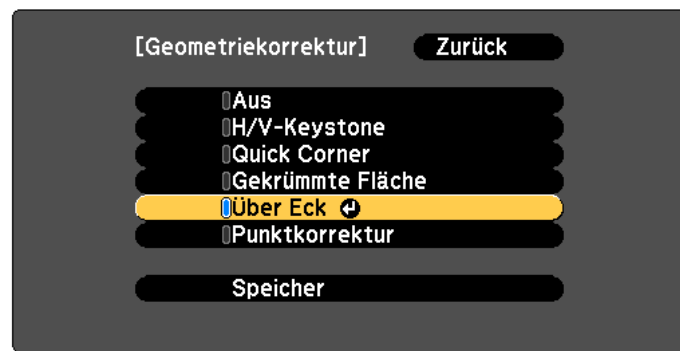 [Geometriekorrektur] Zurück
Aus
H/V-Keystone
Quick Corner
Gekrümmte Fläche
Über Eck
Punktkorrektur
Speicher